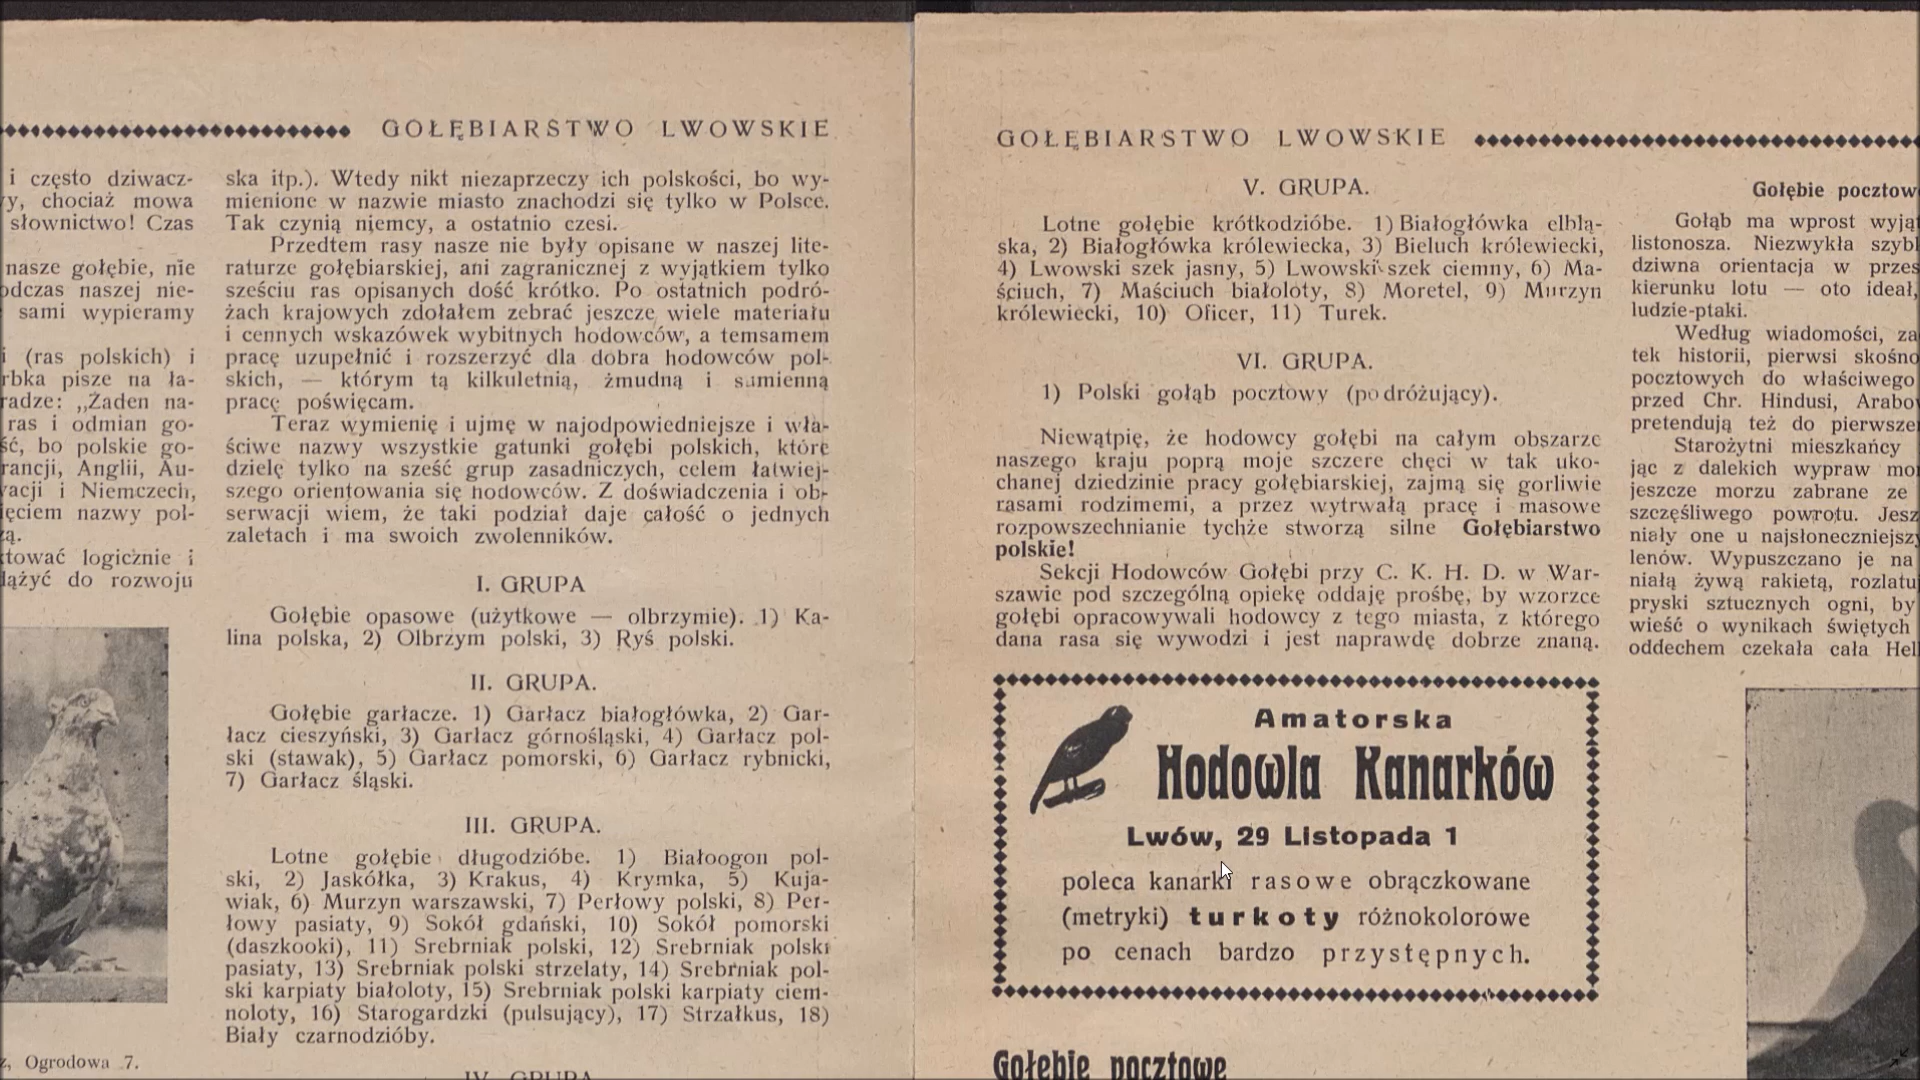 GOŁĘBIARSTWO LWOWSKIE
i często dziwacz-
chociaż mowa
słownictwo! Czas
nasze gołębie, nie
naszej nie-
sami wypieramy
(ras polskich) i
pisze na ła-
„Żaden na-
ras i odmian go-
bo polskie go-
Anglii, Au-
i Niemczech,
nazwy pol-
logicznie i
do rozwoju
Ogrodowa 7.
ska itp.). Wtedy nikt niezaprzeczy ich polskości, bo wy-
mienione w nazwie miasto znachodzi się tylko w Polsce.
Tak czynią niemcy, a ostatnio czesi.
Przedtem rasy nasze nie były opisane w naszej lite-
raturze gołębiarskiej, ani zagranicznej z wyjątkiem tylko
sześciu ras opisanych dość krótko. Po ostatnich podró-
żach krajowych zdołałem zebrać jeszcze wiele materiału
i cennych wskazówek wybitnych hodowców, a temsamem
pracę uzupełnić i rozszerzyć dla dobra hodowców pol-
skich, — którym tą kilkuletnią, żmudną i sumienną
pracę poświęcam.
Teraz wymienię i ujmę w najodpowiedniejsze i wła-
ściwe nazwy wszystkie gatunki gołębi polskich, które
dzielę tylko na sześć grup zasadniczych, celem łatwiej-
szego orientowania się hodowców. Z doświadczenia i ob-
serwacji wiem, że taki podział daje całość o jednych
zaletach i ma swoich zwolenników.
I. GRUPA
Gołębie opasowe (użytkowe — olbrzymie). 1) Ka-
lina polska, 2) Olbrzym polski, 3) Ryś polski.
II. GRUPA.
Gołębie garłacze. 1) Garłacz białogłówka, 2) Gar-
łacz cieszyński, 3) Garłacz górnośląski, 4) Garłacz pol-
ski (stawak), 5) Garłacz pomorski, 6) Garłacz rybnicki,
7) Garłacz śląski.
III. GRUPA.
Lotne gołębie długodzióbe. 1) Białoogon pol-
ski, 2) Jaskółka, 3) Krakus, 4) Krymka, 5) Kuja-
wiak, 6) Murzyn warszawski, 7) Perłowy polski, 8) Per-
łowy pasiaty, 9) Sokół gdański, 10) Sokół pomorski
(daszkooki), 11) Srebrniak polski, 12) Srebrniak polski
pasiaty, 13) Srebrniak polski strzelaty, 14) Srebrniak pol-
ski karpiaty białoloty, 15) Srebrniak polski karpiaty ciem-
noloty, 16) Starogardzki (pulsujący), 17) Strzałkus, 18)
Biały czarnodzióby.
IV. GRUPA
GOŁĘBIARSTWO LWOWSKIE
V. GRUPA.
Lotne gołębie krótkodzióbe. 1) Białogłówka elblą-
ska, 2) Białogłówka królewiecka, 3) Bieluch królewiecki,
4) Lwowski szek jasny, 5) Lwowski szek ciemny, 6) Ma-
ściuch, 7) Maściuch białoloty, 8) Moretel, 9) Murzyn
królewiecki, 10) Oficer, 11) Turek.
VI. GRUPA.
1) Polski gołąb pocztowy (podróżujący).
Niewątpię, że hodowcy gołębi na całym obszarze
naszego kraju poprą moje szczere chęci w tak uko-
chanej dziedzinie pracy gołębiarskiej, zajmą się gorliwie
rasami rodzimemi, a przez wytrwałą pracę i masowe
rozpowszechnianie tychże stworzą silne Gołębiarstwo
polskie!
Sekcji Hodowców Gołębi przy C. K. H. D. w War-
szawie pod szczególną opiekę oddaję prośbę, by wzorzce
gołębi opracowywali hodowcy z tego miasta, z którego
dana rasa się wywodzi i jest naprawdę dobrze znaną.
Amatorska
Hodowla Kanarków
Lwów, 29 Listopada 1
poleca kanarki rasowe obrączkowane
(metryki) turkoty różnokolorowe
po cenach bardzo przystępnych.
Gołębie pocztowe
Gołębie pocztow
Gołąb ma wprost wyją
listonosza. Niezwykła szyb
dziwna orientacja w
kierunku lotu — oto ideał,
ludzie-ptaki.
Według wiadomości, za
tek historii, pierwsi skośno
pocztowych do właściwego
przed Chr. Hindusi, Arabo
pretendują też do pierwsze
Starożytni mieszkańcy
jąc z dalekich wypraw mo
jeszcze morzu zabrane ze
szczęśliwego powrotu. Jesz
niały one u najsłoneczniejsz
lenów. Wypuszczano je na
niałą żywą rakietą, rozlatu
pryski sztucznych ogni, by
wieść o wynikach świętych
oddechem czekała cała Hel